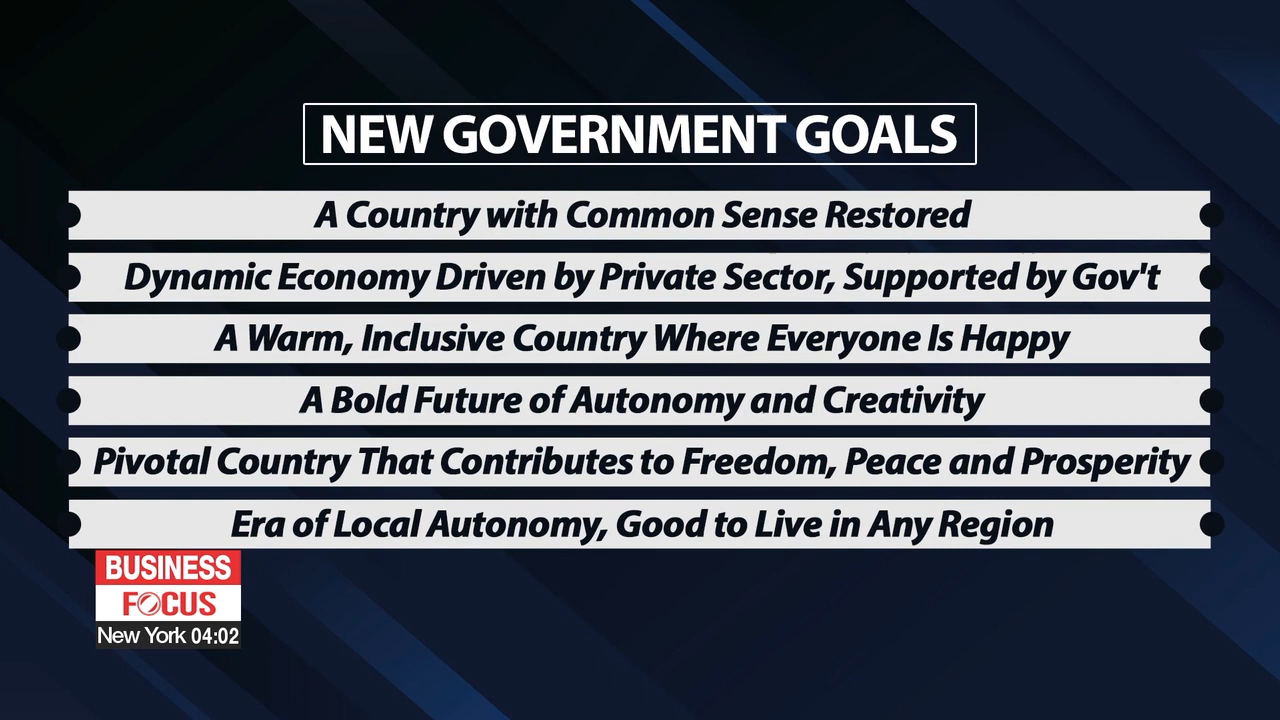 NEW GOVERNMENT GOALS
A Country with Common Sense Restored
Dynamic Economy Driven by Private Sector, Supported by Gov't
A Warm, Inclusive Country Where Everyone Is Happy
A Bold Future of Autonomy and Creativity
Pivotal Country That Contributes to Freedom, Peace and Prosperity
Era of Local Autonomy, Good to Live in Any Region
BUSINESS
FOCUS
New York 04:02